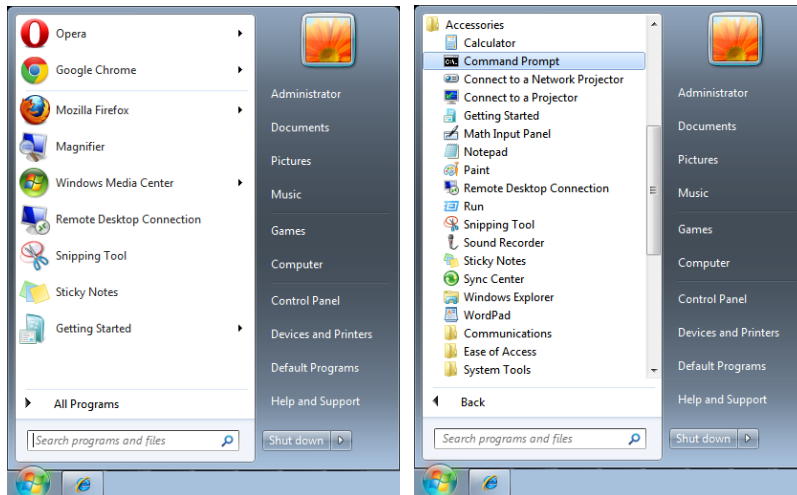 Opera
Google Chrome
Mozilla Firefox
Magnifier
Windows Media Center
Remote Desktop Connection
Snipping Tool
Sticky Notes
Getting Started
All Programs
Search programs and files
Administrator
Documents
Pictures
Music
Games
Computer
Control Panel
Devices and Printers
Default Programs
Help and Support
Shut down
Accessories
Calculator
C:\.
Command Prompt
Connect to a Network Projector
Connect to a Projector
Getting Started
Math Input Panel
Notepad
Paint
Remote Desktop Connection
Run
Snipping Tool
Sound Recorder
Sticky Notes
Sync Center
Windows Explorer
WordPad
Communications
Ease of Access
System Tools
Back
Search programs and files
Administrator
Documents
Pictures
Music
Games
Computer
Control Panel
Devices and Printers
Default Programs
Help and Support
Shut down